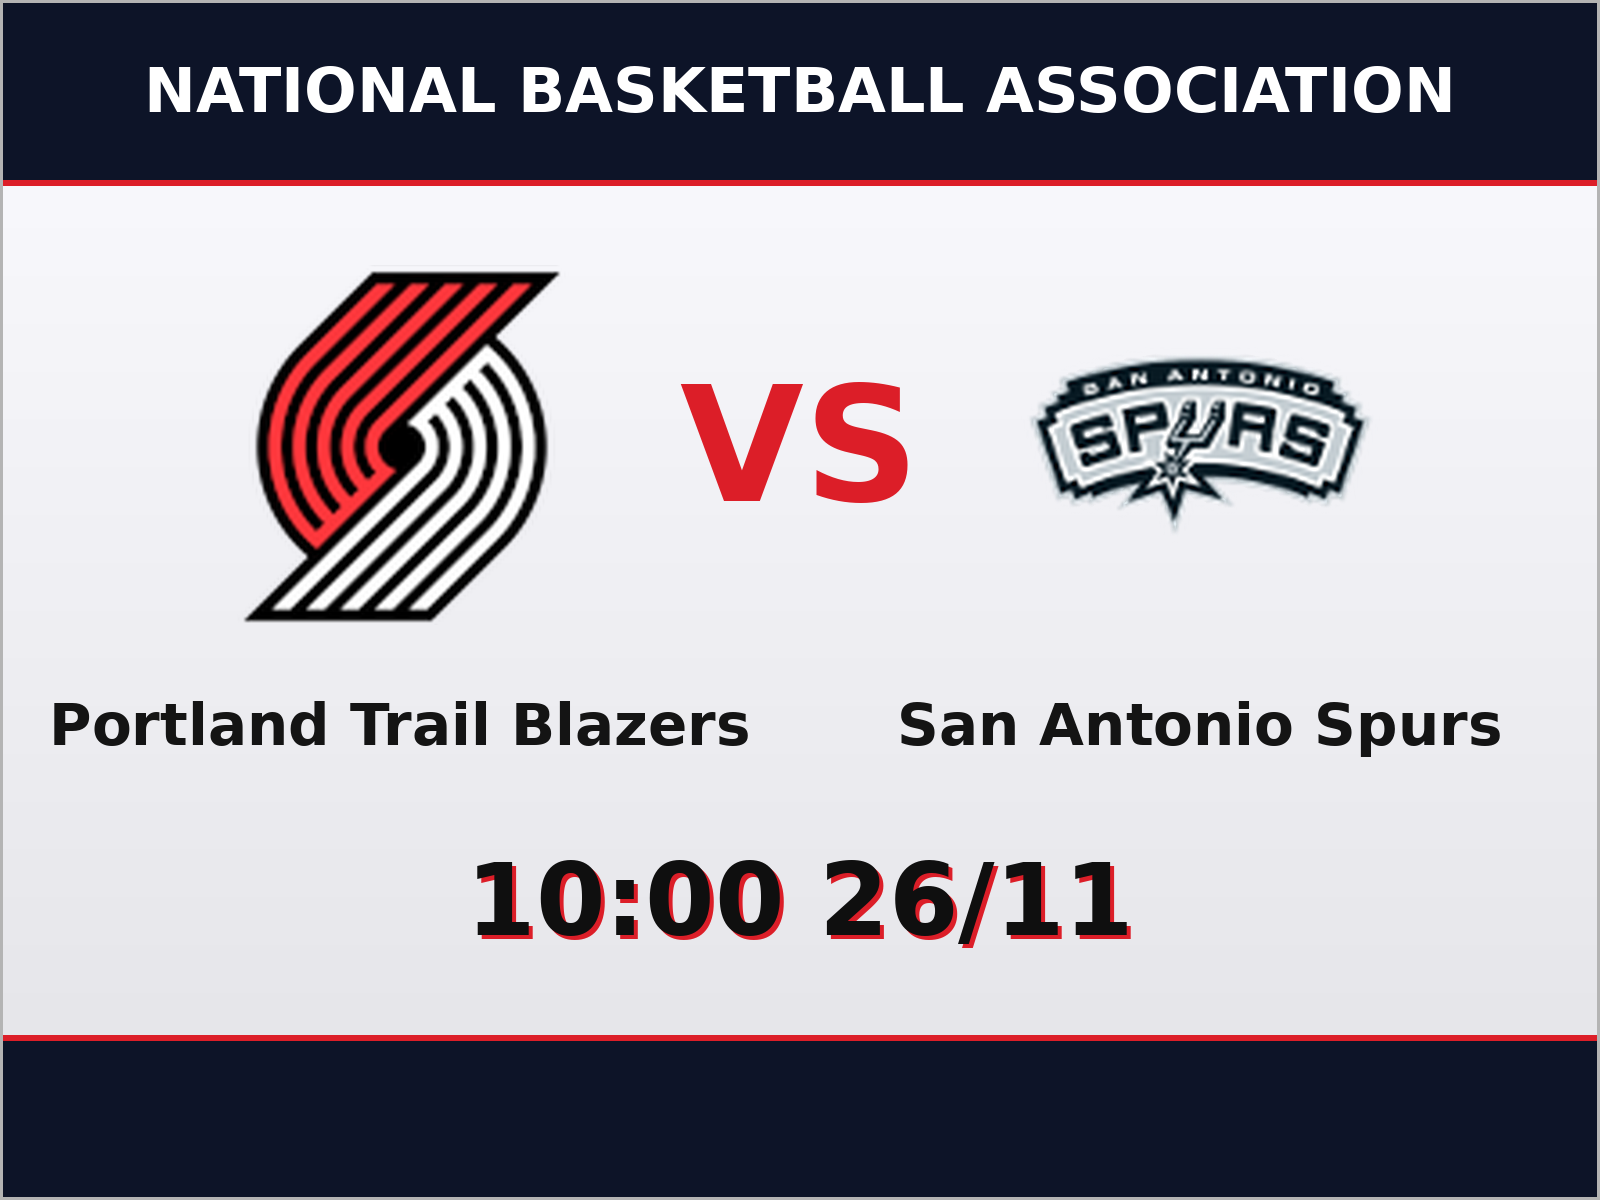 NATIONAL BASKETBALL ASSOCIATION
VS
SAN ANTONIO
SPURS
Portland Trail Blazers
San Antonio Spurs
10:00 26/11